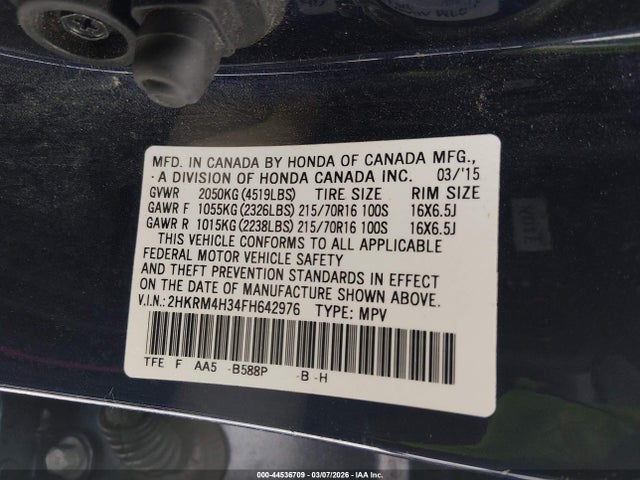 MFD. IN CANADA BY HONDA OF CANADA MFG.,
A DIVISION OF HONDA CANADA INC. 03/'15
GVWR 2050KG (4519LBS) TIRE SIZE RIM SIZE
GAWR F 1055KG (2326LBS) 215/70R16 100S 16X6.5J
GAWR R 1015KG (2238LBS) 215/70R16 100S 16X6.5J
THIS VEHICLE CONFORMS TO ALL APPLICABLE
FEDERAL MOTOR VEHICLE SAFETY
AND THEFT PREVENTION STANDARDS IN EFFECT
ON THE DATE OF MANUFACTURE SHOWN ABOVE.
V.I.N.: 2HKRM4H34FH642976 TYPE: MPV
TFE F AA5 -B588P -B -H
000-44536709 - 03/07/2026 - IAA Inc.